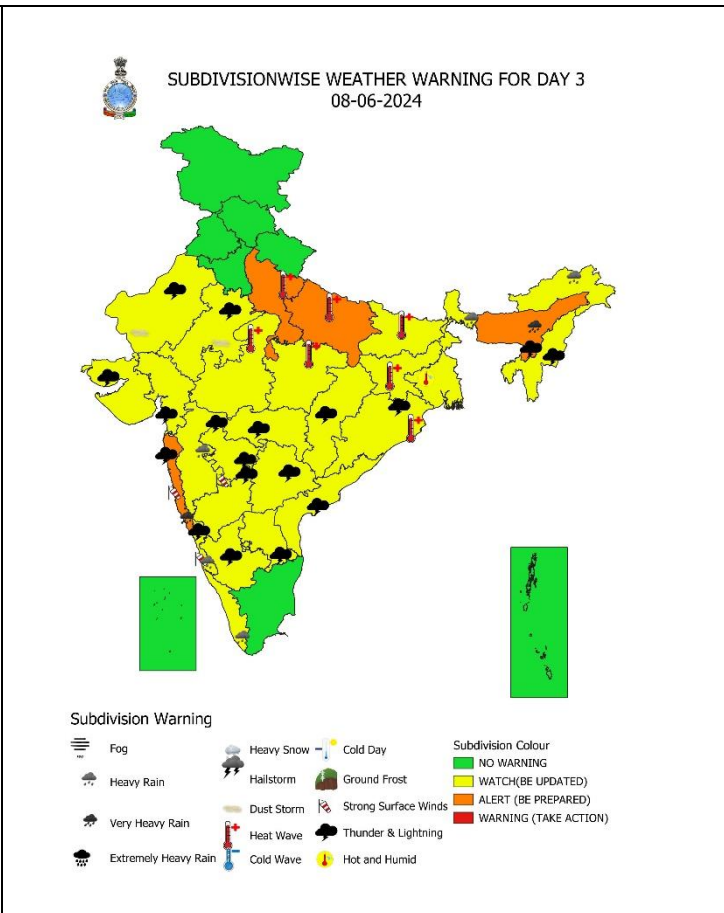 SUBDIVISIONWISE WEATHER WARNING FOR DAY 3
08-06-2024
Subdivision Warning
Fog
Heavy Rain
Very Heavy Rain
Extremely Heavy Rain
Heavy Snow
Hailstorm
Dust Storm
Heat Wave
Cold Wave
Cold Day
Ground Frost
Strong Surface Winds
Thunder & Lightning
Hot and Humid
Subdivision Colour
NO WARNING
WATCH(BE UPDATED)
ALERT (BE PREPARED)
WARNING (TAKE ACTION)